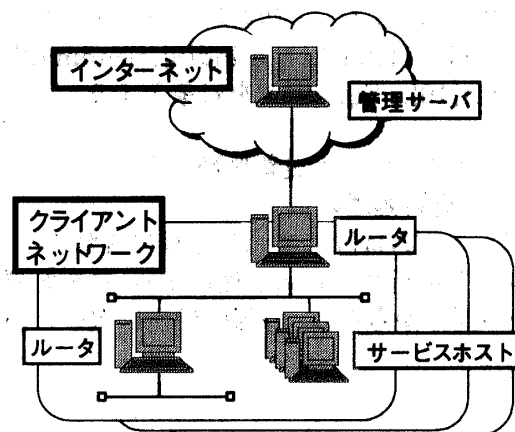 インターネット
管理サーバ
クライアント
ネットワーク
ルータ
ルータ
サービスホスト